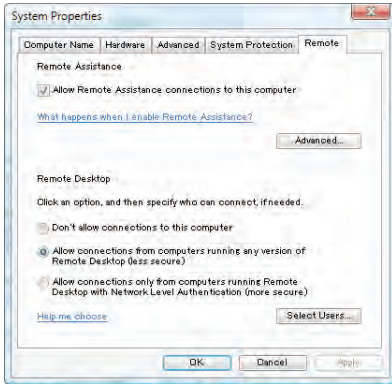 System Properties
Computer Name Hardware Advanced System Protection Remote
Remote Assistance
Allow Remote Assistance connections to this computer
What happens when I enable Remote Assistance?
Advanced...
Remote Desktop
Click an option, and then specify who can connect, if needed.
Don't allow connections to this computer
Allow connections from computers running any version of
Remote Desktop (less secure)
Allow connections only from computers running Remote
Desktop with Network Level Authentication (more secure)
Help me choose
Select Users...
OK Cancel Apply